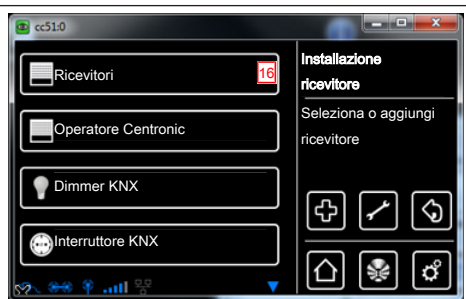 cc51:0
Ricevitori
16
Operatore Centronic
Dimmer KNX
Interruttore KNX
Installazione
ricevitore
Seleziona o aggiungi
ricevitore